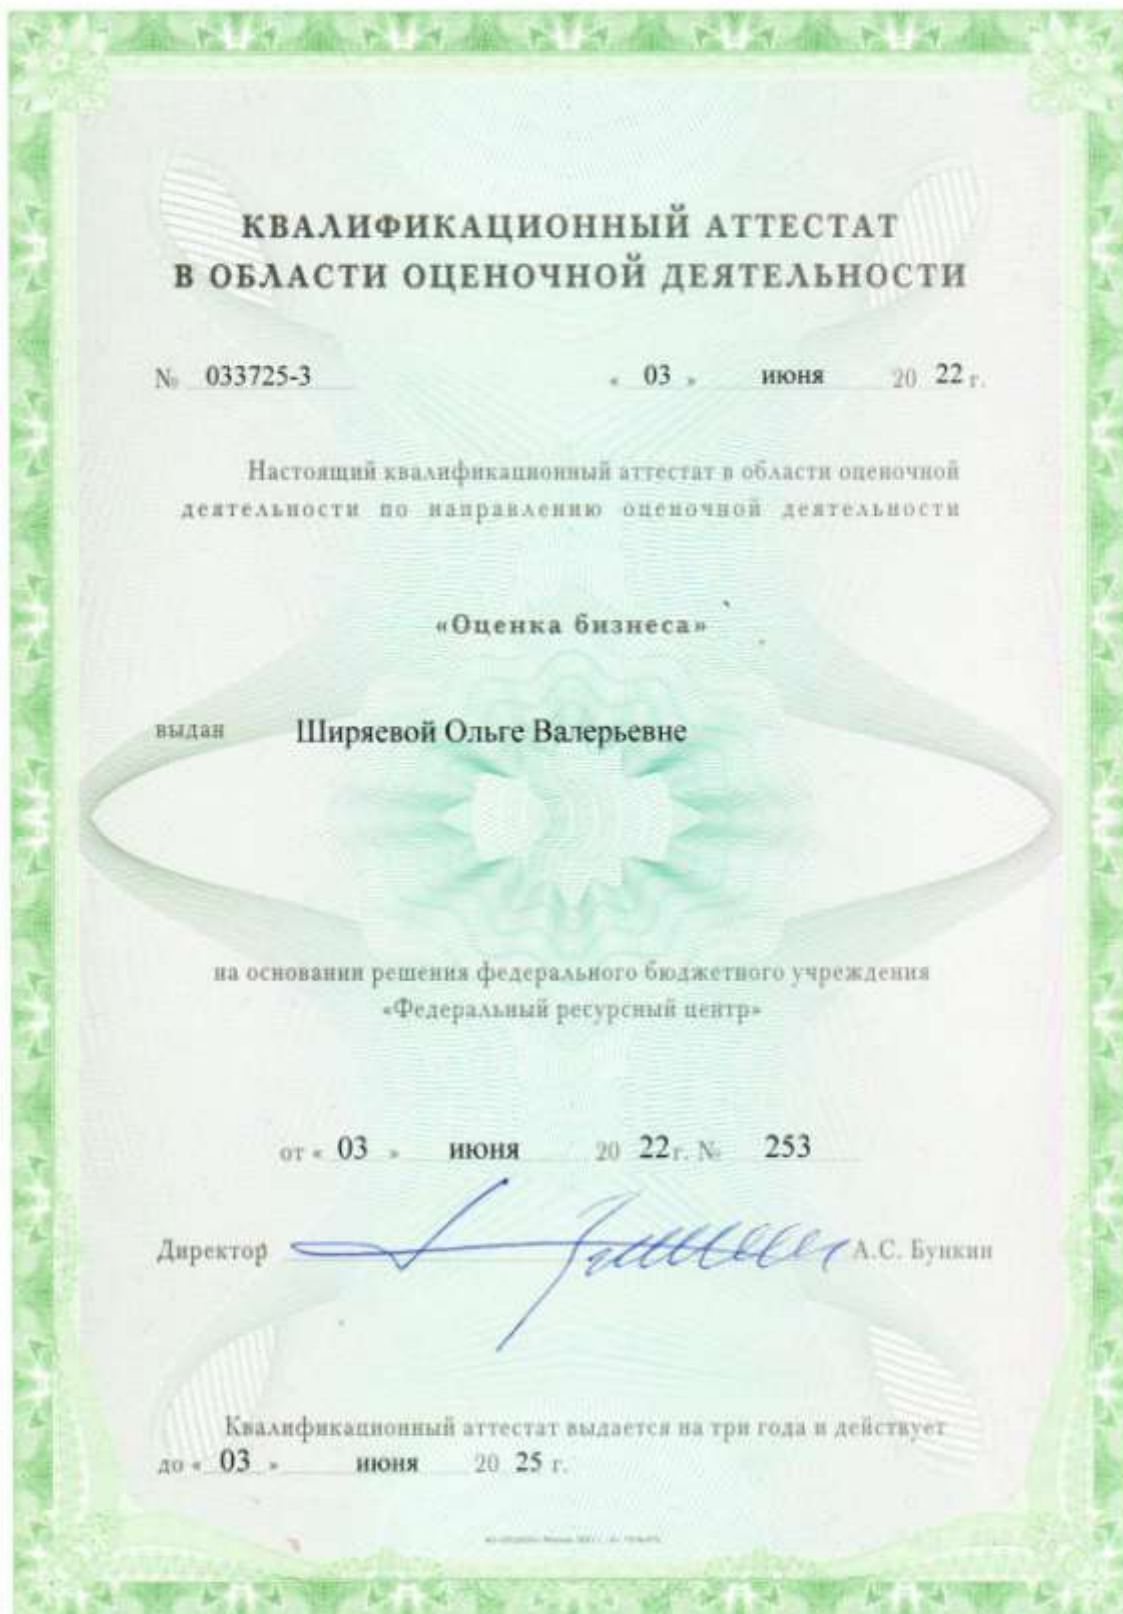 КВАЛИФИКАЦИОННЫЙ АТТЕСТАТ
В ОБЛАСТИ ОЦЕНОЧНОЙ ДЕЯТЕЛЬНОСТИ
№ 033725-3 « 03 » июня 20 22 г.
Настоящий квалификационный аттестат в области оценочной
деятельности по направлению оценочной деятельности
«Оценка бизнеса»
выдан Ширяевой Ольге Валерьевне
на основании решения федерального бюджетного учреждения
«Федеральный ресурсный центр»
от « 03 » июня 20 22 г. № 253
Директор А.С. Бункин
Квалификационный аттестат выдается на три года и действует
до « 03 » июня 20 25 г.